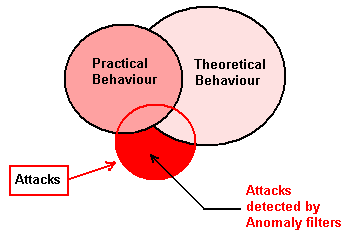 Practical
Behaviour
Theoretical
Behaviour
Attacks
Attacks
detected by
Anomaly filters